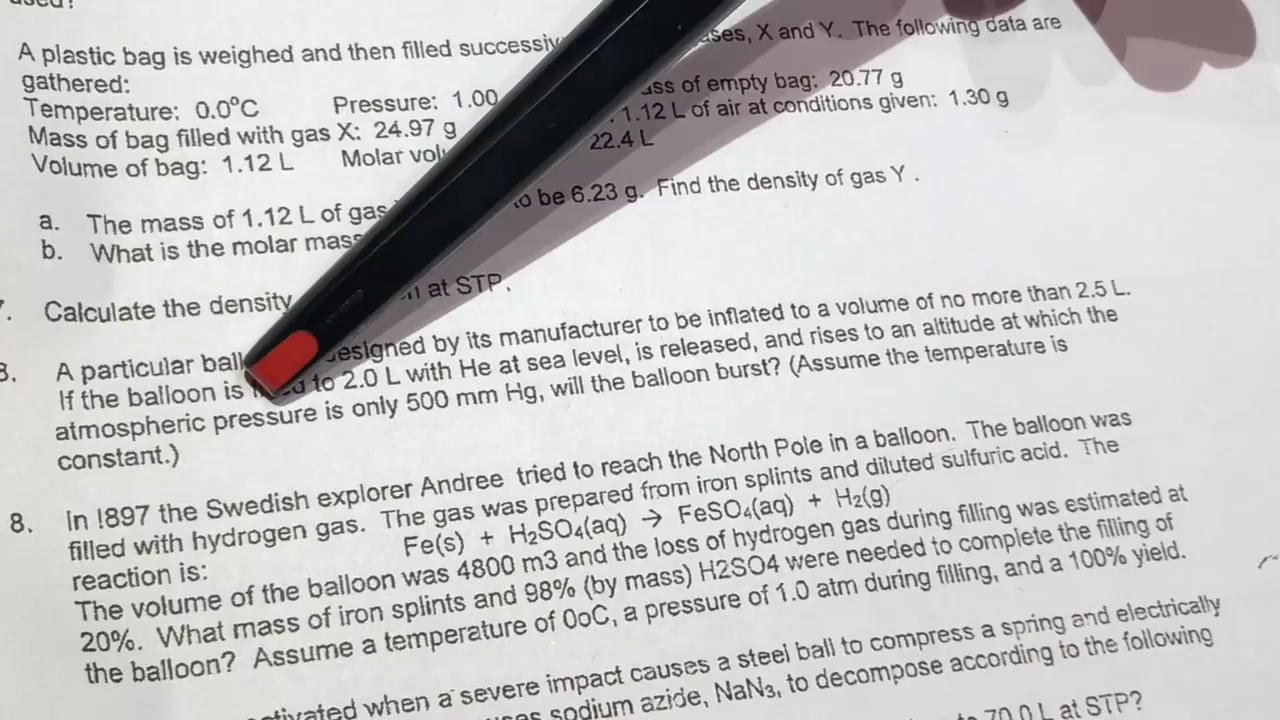 A plastic bag is weighed and then filled X and Y. The following data are
gathered:
Temperature: 0.0°C Pressure: 1.00 of empty bag: 20.77 g
Mass of bag filled with gas X: 24.97 g 1.12 L of air at conditions given: 1.30 g
Volume of bag: 1.12 L Molar 22.4 L
a. The mass of 1.12 L of gas be 6.23 g. Find the density of gas Y .
b. What is the molar mass
Calculate the density at STP.
A particular designed by its manufacturer to be inflated to a volume of no more than 2.5 L.
If the balloon is to 2.0 L with He at sea level, is released, and rises to an altitude at which the
atmospheric pressure is only 500 mm Hg, will the balloon burst? (Assume the temperature is
constant.)
8. In !897 the Swedish explorer Andree tried to reach the North Pole in a balloon. The balloon was
filled with hydrogen gas. The gas was prepared from iron splints and diluted sulfuric acid. The
reaction is: Fe(s) + H₂SO₄(aq) → FeSO₄(aq) + H₂(g)
The volume of the balloon was 4800 m3 and the loss of hydrogen gas during filling was estimated at
20%. What mass of iron splints and 98% (by mass) H2SO4 were needed to complete the filling of
the balloon? Assume a temperature of 0oC, a pressure of 1.0 atm during filling, and a 100% yield.
when a severe impact causes a steel ball to compress a spring and electrically
sodium azide, NaN₃, to decompose according to the following
70.0 L at STP?